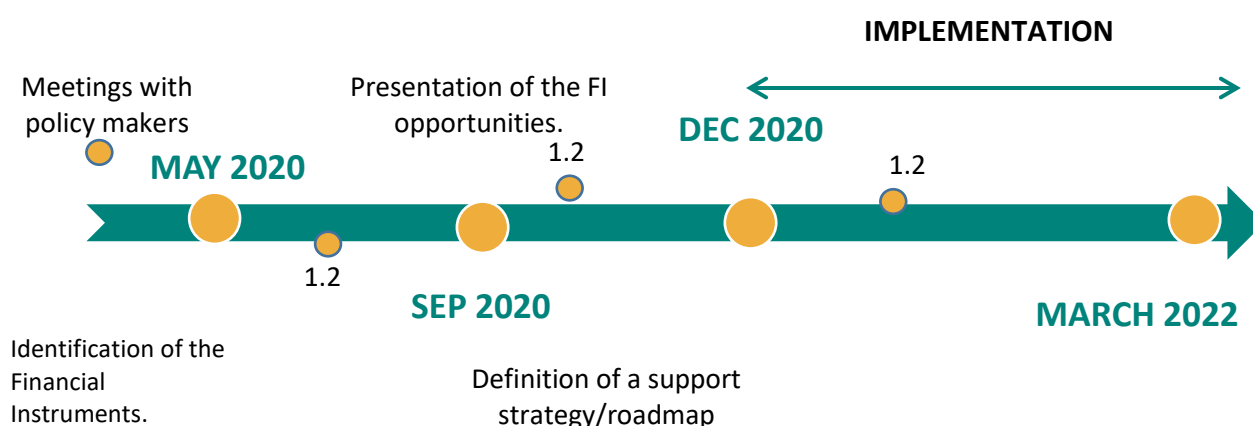 IMPLEMENTATION
Meetings with
policy makers
Presentation of the FI
opportunities.
DEC 2020
1.2
MAY 2020
1.2
1.2
SEP 2020
MARCH 2022
Identification of the
Financial
Instruments.
Definition of a support
strategy/roadmap